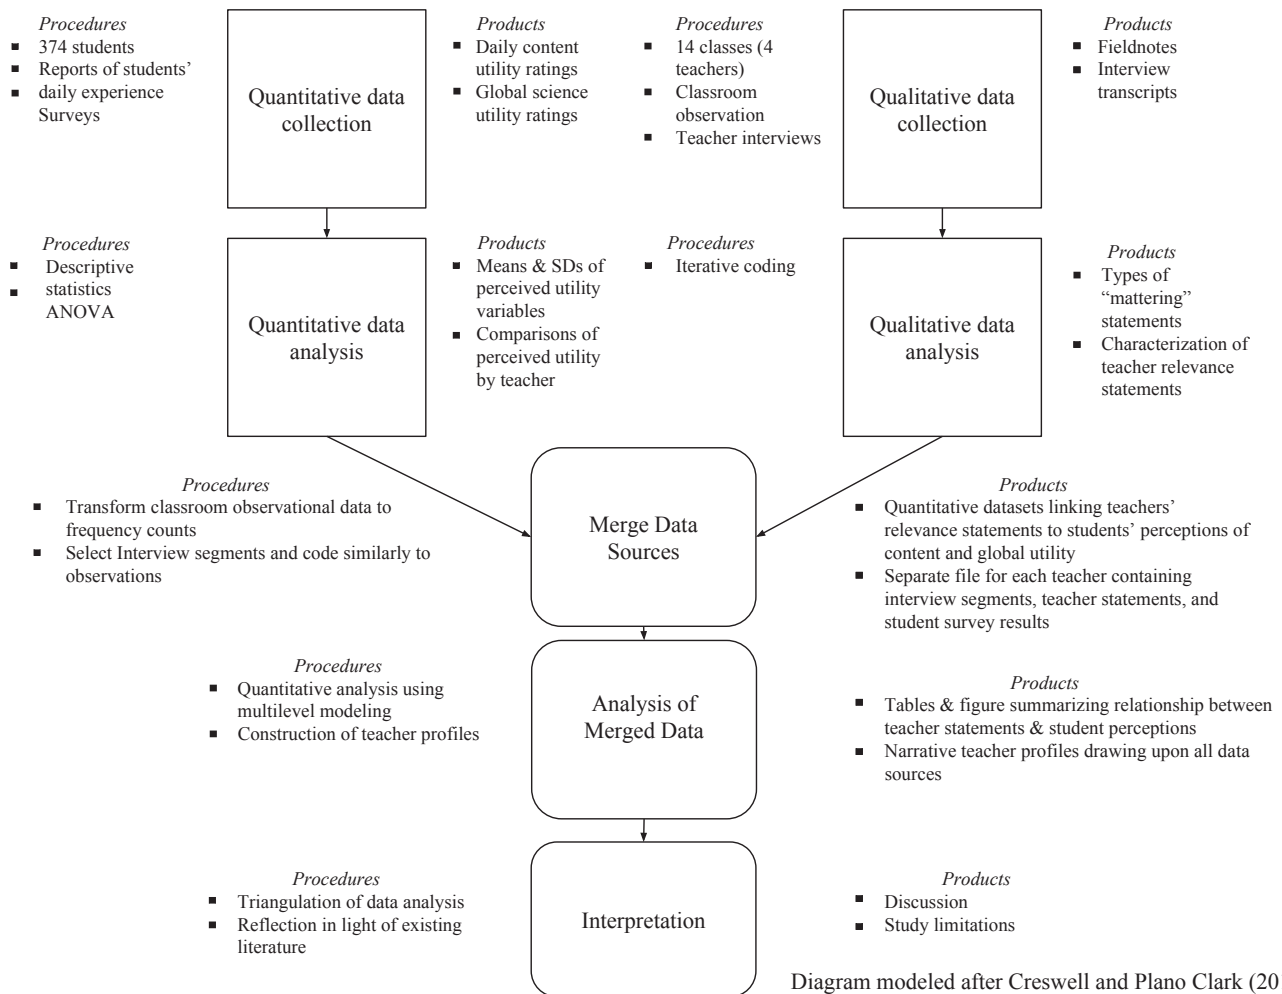 Procedures
374 students
Reports of students’
daily experience
Surveys
Quantitative data
collection
Products
Daily content
utility ratings
Global science
utility ratings
Procedures
14 classes (4
teachers)
Classroom
observation
Teacher interviews
Qualitative data
collection
Products
Fieldnotes
Interview
transcripts
Procedures
Descriptive
statistics
ANOVA
Quantitative data
analysis
Products
Means & SDs of
perceived utility
variables
Comparisons of
perceived utility
by teacher
Procedures
Iterative coding
Qualitative data
analysis
Products
Types of
“mattering”
statements
Characterization of
teacher relevance
statements
Procedures
Transform classroom observational data to
frequency counts
Select Interview segments and code similarly to
observations
Merge Data
Sources
Products
Quantitative datasets linking teachers’
relevance statements to students’ perceptions of
content and global utility
Separate file for each teacher containing
interview segments, teacher statements, and
student survey results
Procedures
Quantitative analysis using
multilevel modeling
Construction of teacher profiles
Analysis of
Merged Data
Products
Tables & figure summarizing relationship between
teacher statements & student perceptions
Narrative teacher profiles drawing upon all data
sources
Procedures
Triangulation of data analysis
Reflection in light of existing
literature
Interpretation
Products
Discussion
Study limitations
Diagram modeled after Creswell and Plano Clark (20